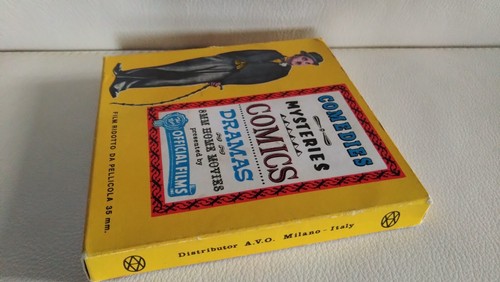 COMEDIES
MYSTERIES
COMICS
DRAMAS
8MM HOME MOVIES
presented by
OFFICIAL FILMS
FILM RIDOTTO DA PELLICOLA 35 mm.
Distributor A.V.O. Milano - Italy